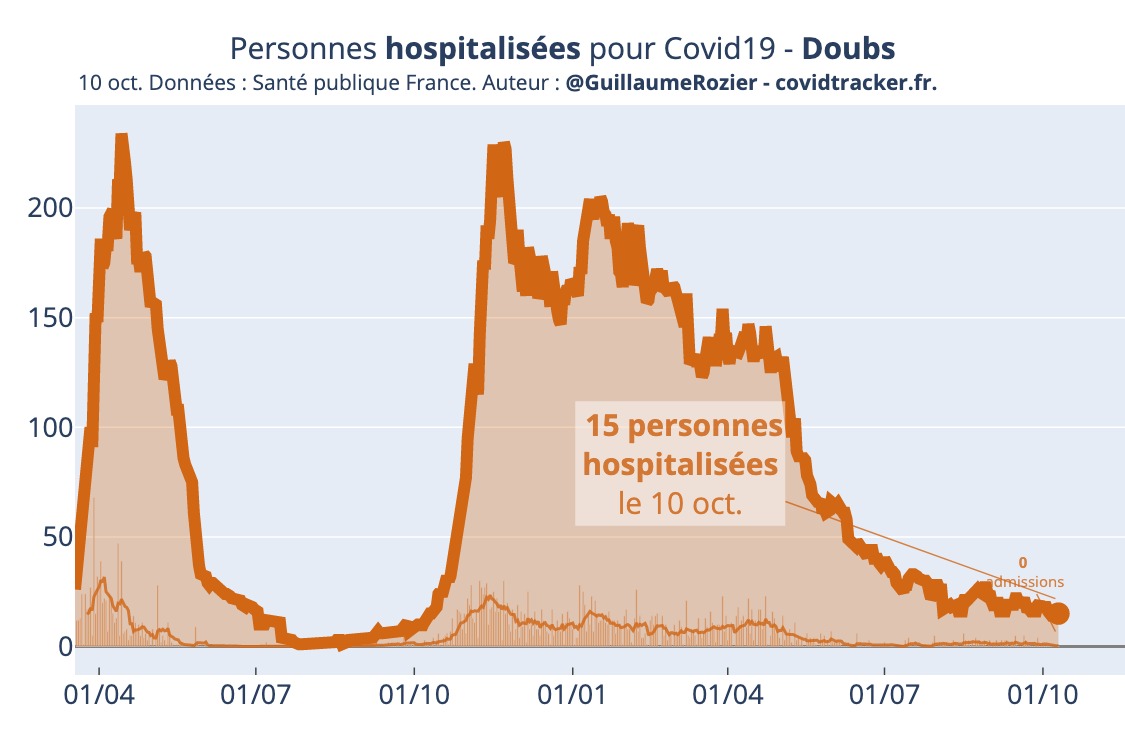 Personnes hospitalisées pour Covid19 - Doubs
10 oct. Données : Santé publique France. Auteur : @GuillaumeRozier - covidtracker.fr.
200
150
100
50
0
15 personnes
hospitalisées
le 10 oct.
0
admissions
01/04 01/07 01/10 01/01 01/04 01/07 01/10